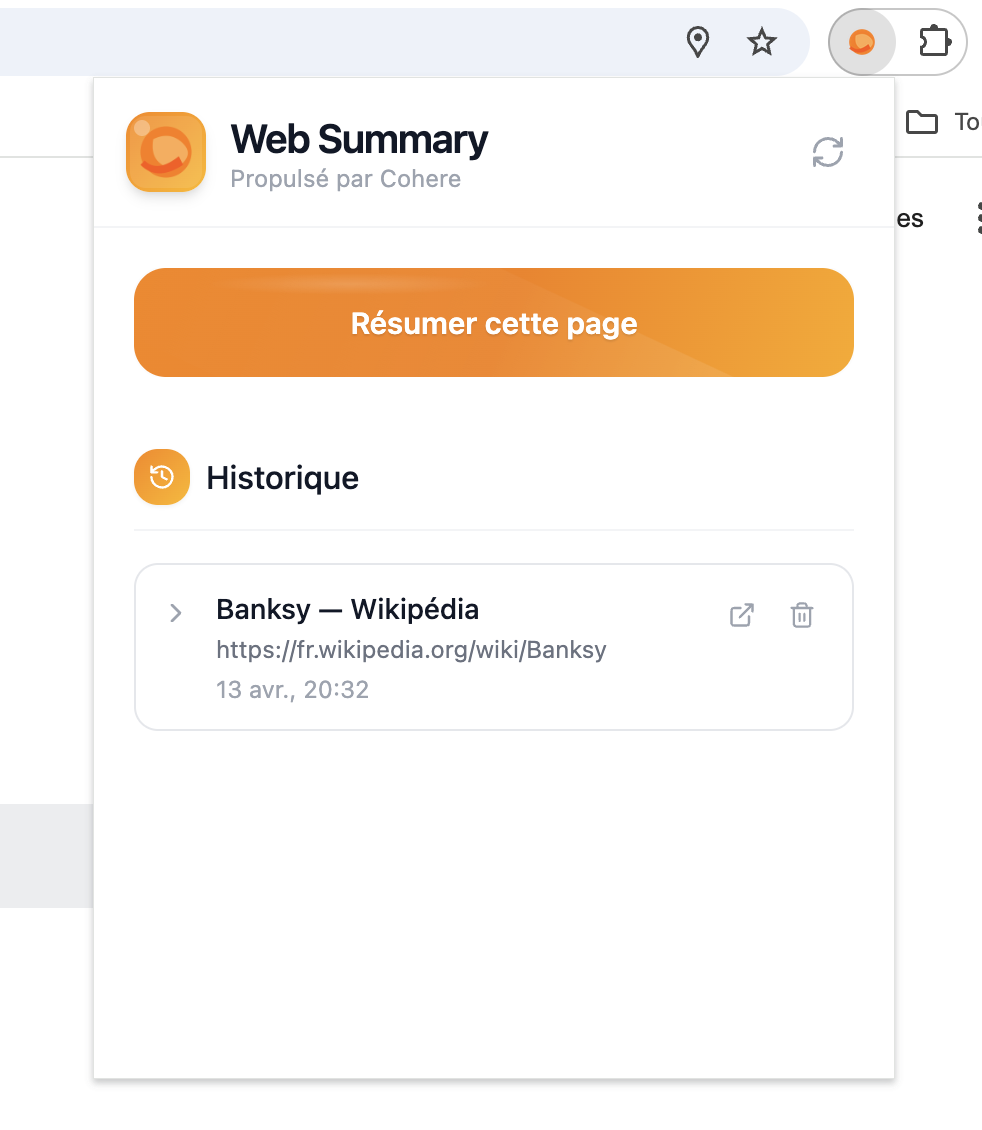 To
Web Summary
Propulsé par Cohere
es
Résumer cette page
Historique
Banksy — Wikipédia
https://fr.wikipedia.org/wiki/Banksy
13 avr., 20:32